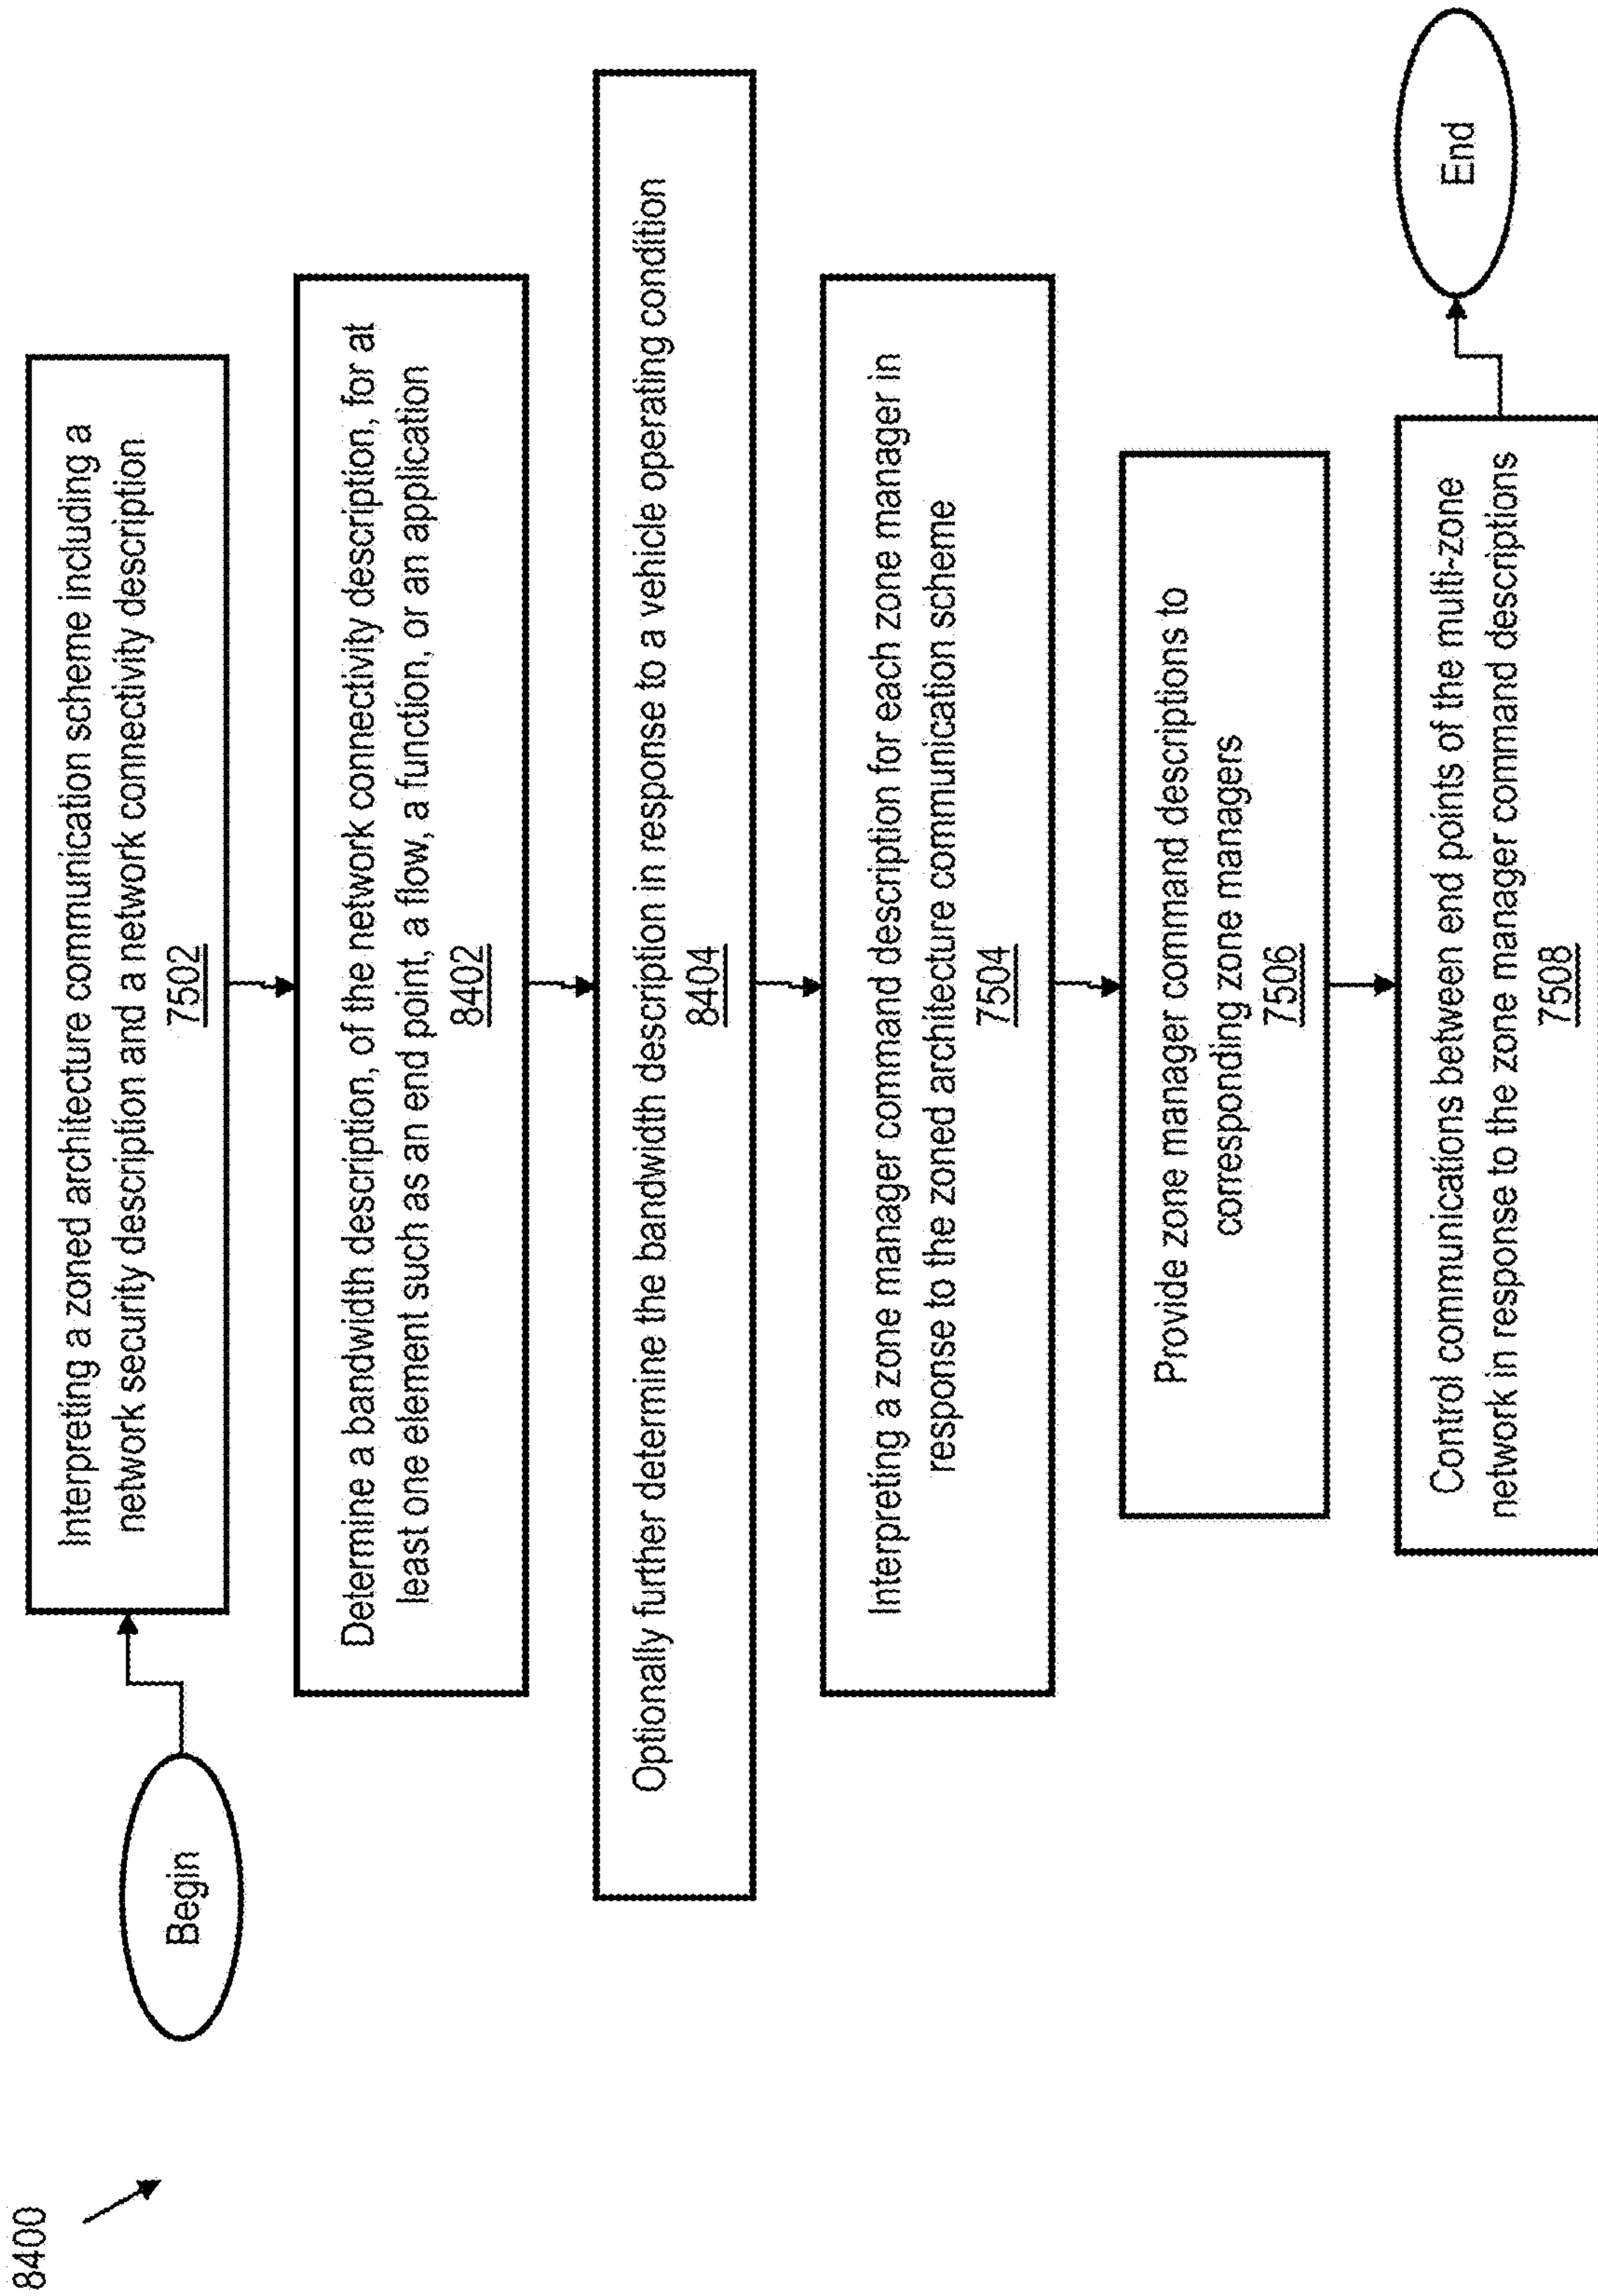 8400
Begin
Interpreting a zoned architecture communication scheme including a
network security description and a network connectivity description
7502
Determine a bandwidth description, of the network connectivity description, for at
least one element such as an end point, a flow, a function, or an application
8402
Optionally further determine the bandwidth description in response to a vehicle operating condition
8404
Interpreting a zone manager command description for each zone manager in
response to the zoned architecture communication scheme
7504
Provide zone manager command descriptions to
corresponding zone managers
7506
Control communications between end points of the multi-zone
network in response to the zone manager command descriptions
7508
End